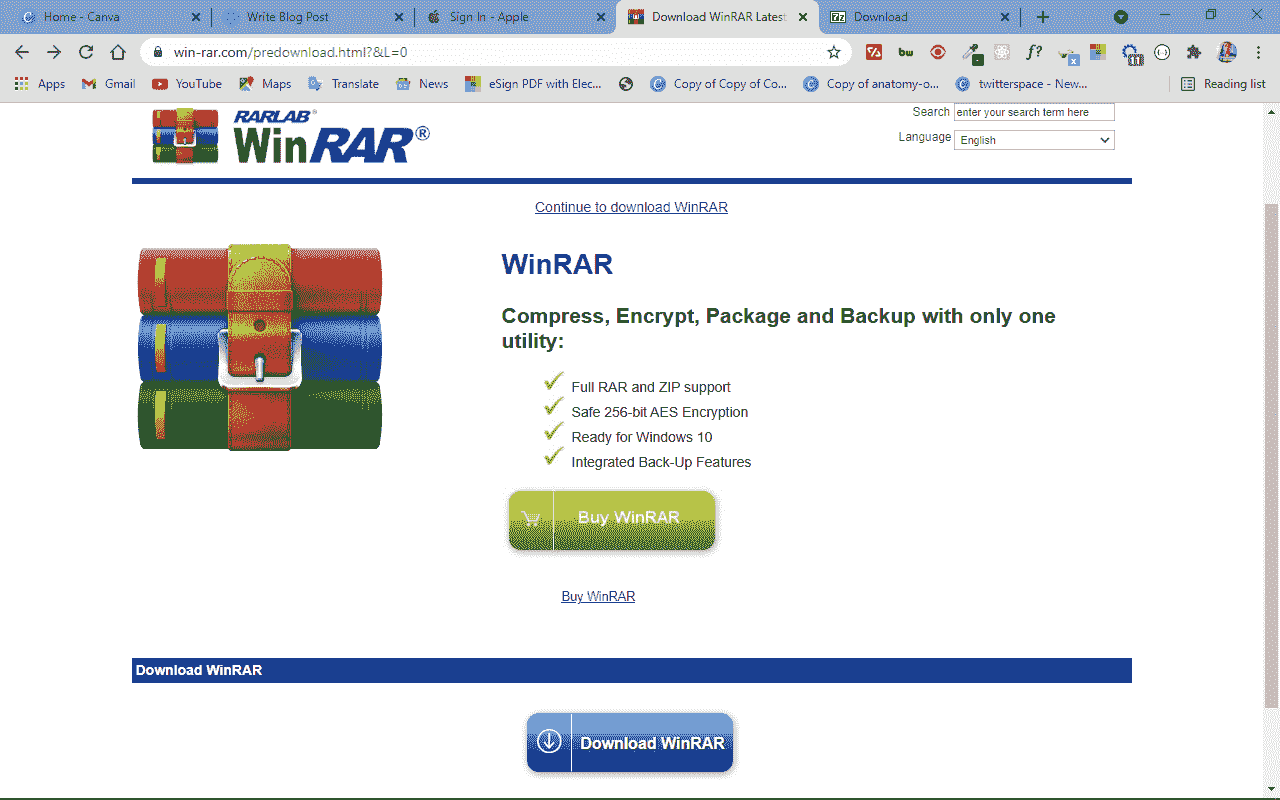 Home - Canva
Write Blog Post
Sign In - Apple
Download WinRAR Latest
7z Download
win-rar.com/predownload.html?&L=0
bw
f?
Apps
Gmail
YouTube
Maps
Translate
News
eSign PDF with Elec...
Copy of Copy of Co...
Copy of anatomy-o...
twitterspace - New...
Reading list
RARLAB®
WinRAR®
Search enter your search term here
Language English
Continue to download WinRAR
WinRAR
Compress, Encrypt, Package and Backup with only one
utility:
Full RAR and ZIP support
Safe 256-bit AES Encryption
Ready for Windows 10
Integrated Back-Up Features
Buy WinRAR
Buy WinRAR
Download WinRAR
Download WinRAR